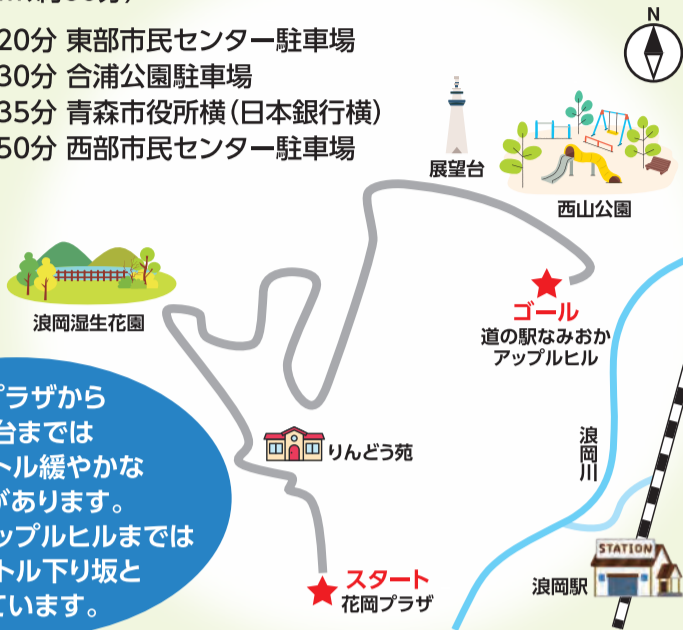 20分 東部市民センター駐車場
30分 合浦公園駐車場
35分 青森市役所横(日本銀行横)
50分 西部市民センター駐車場
N
展望台
西山公園
浪岡湿生花園
ゴール
道の駅なみおか
アップルヒル
プラザから
台までは
トル緩やかな
があります。
ップルヒルまでは
トル下り坂と
ています。
りんどう苑
浪岡川
スタート
花岡プラザ
浪岡駅
STATION